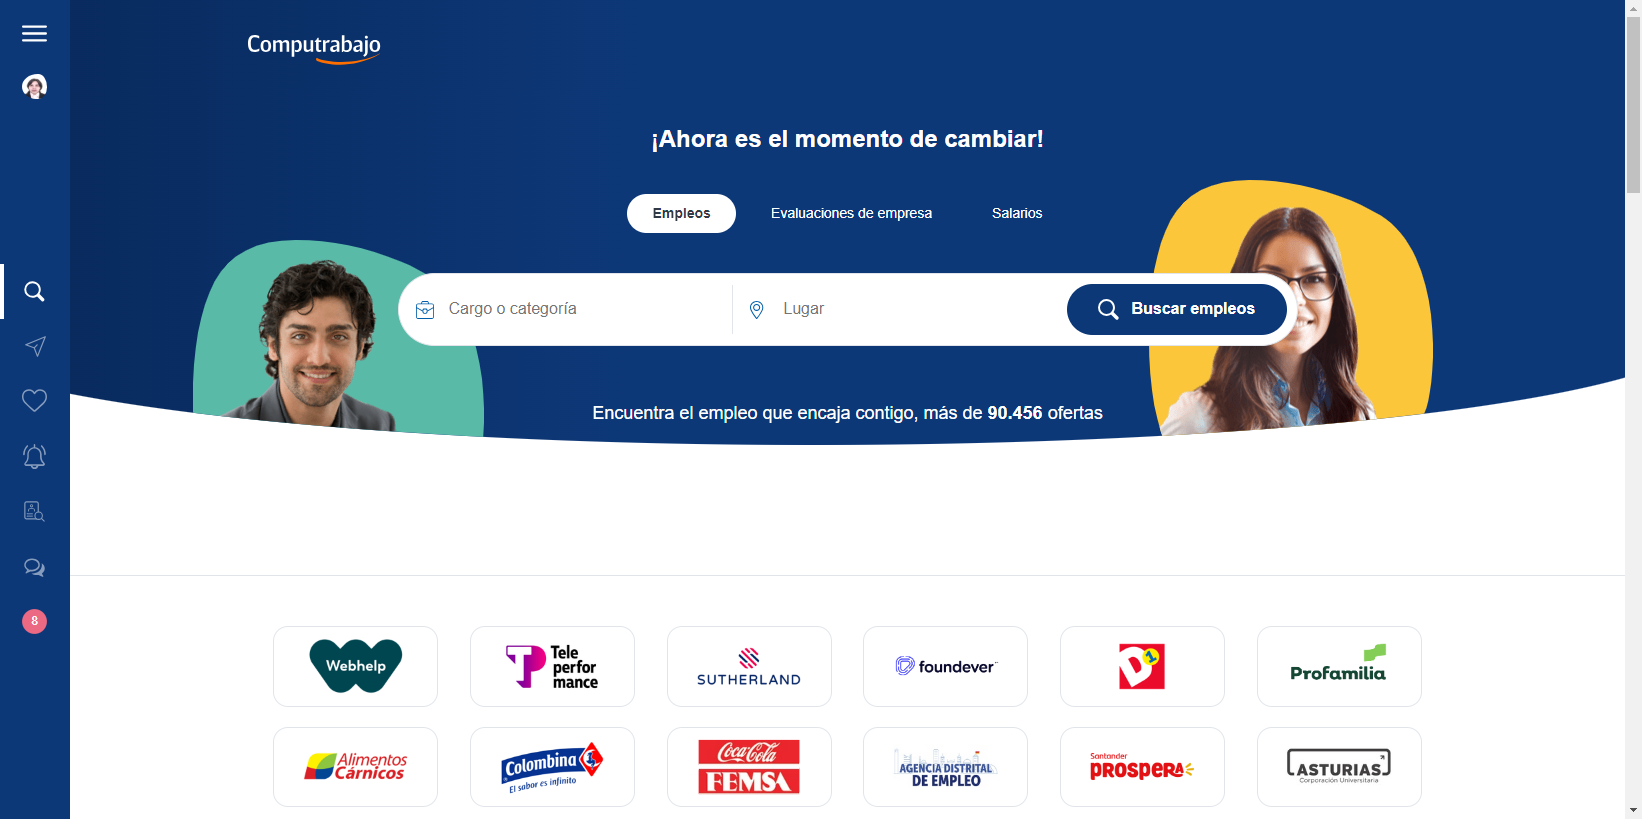 Computrabajo
¡Ahora es el momento de cambiar!
Empleos
Evaluaciones de empresa
Salarios
Cargo o categoría
Lugar
Buscar empleos
Encuentra el empleo que encaja contigo, más de 90.456 ofertas
8
Webhelp
Tele
perfor
mance
SUTHERLAND
foundever
D1
Profamilia
Alimentos
Cárnicos
Colombina
El sabor es infinito
Coca-Cola
FEMSA
AGENCIA DISTRITAL
DE EMPLEO
Santander
PROSPERA
ASTURIAS
Corporación Universitaria